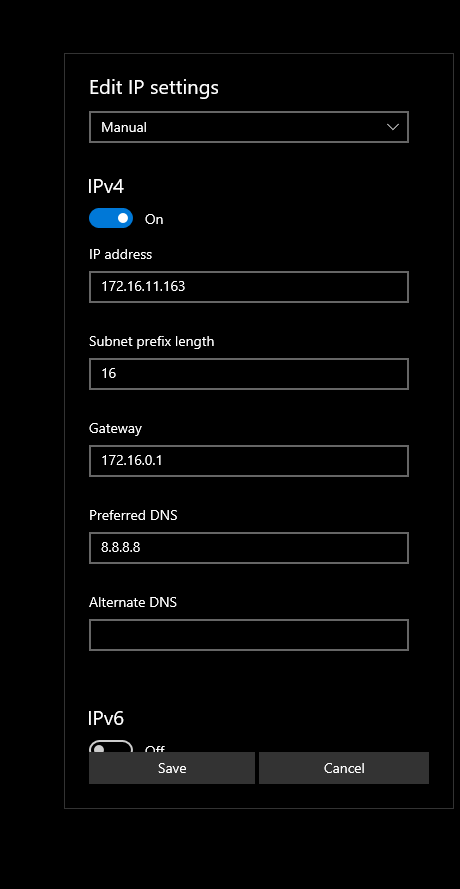 Edit IP settings
Manual
IPv4
On
IP address
172.16.11.163
Subnet prefix length
16
Gateway
172.16.0.1
Preferred DNS
8.8.8.8
Alternate DNS
IPv6
Off
Save Cancel